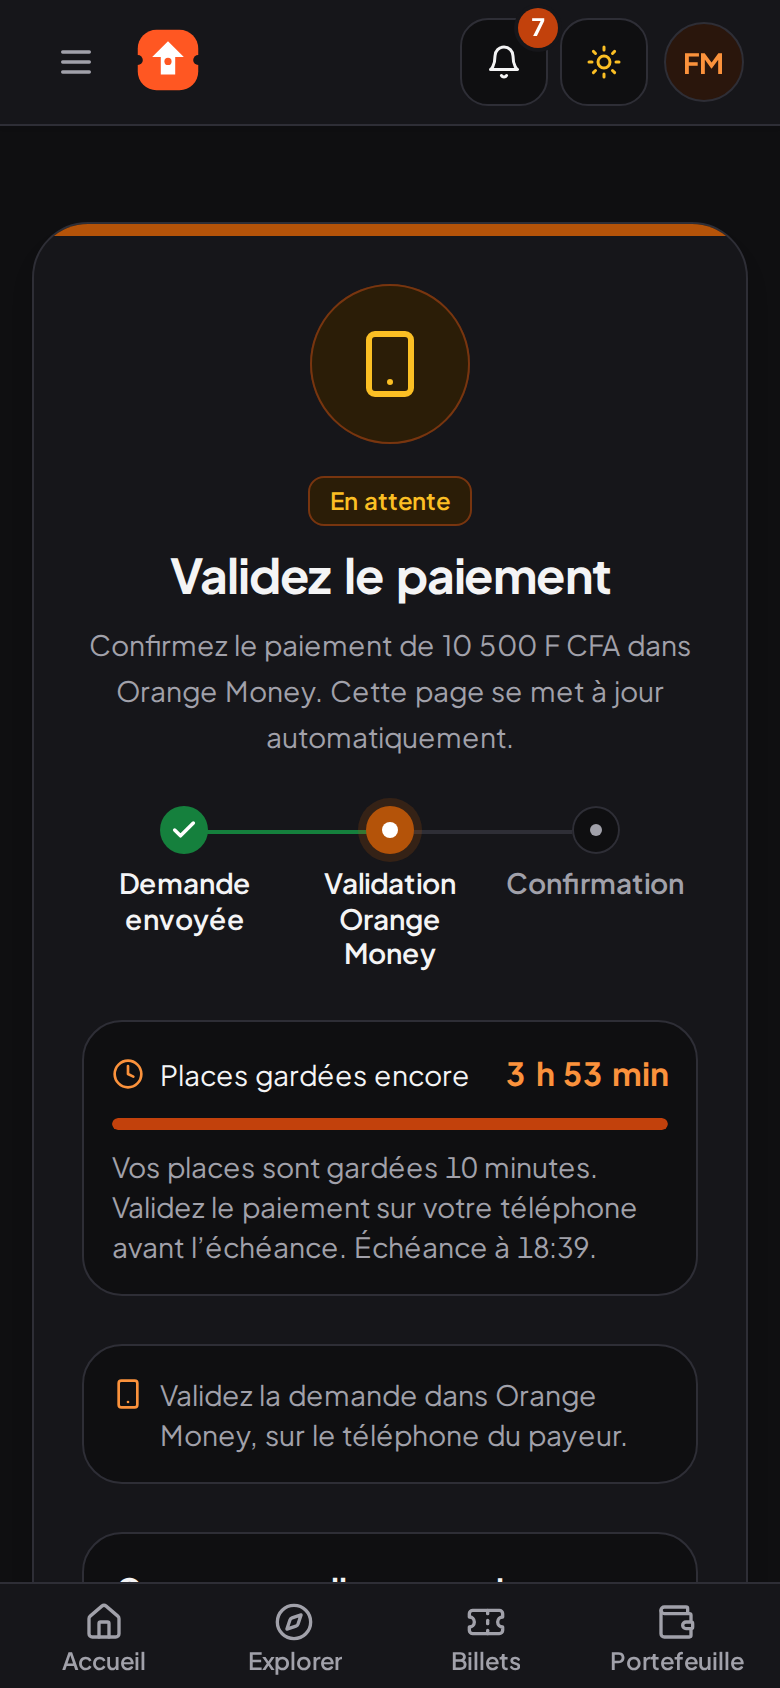 7
FM
En attente
Validez le paiement
Confirmez le paiement de 10 500 F CFA dans
Orange Money. Cette page se met à jour
automatiquement.
Demande
envoyée
Validation
Orange
Money
Confirmation
Places gardées encore 3 h 53 min
Vos places sont gardées 10 minutes.
Validez le paiement sur votre téléphone
avant l’échéance. Échéance à 18:39.
Validez la demande dans Orange
Money, sur le téléphone du payeur.
Accueil Explorer Billets Portefeuille